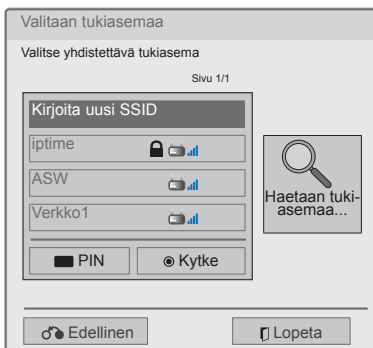 Valitaan tukiasemaa
Valitse yhdistettävä tukiasema
Sivu 1/1
Kirjoita uusi SSID
iptime
ASW
Verkko1
Haetaan tuki-
asemaa...
PIN
Kytke
Edellinen
Lopeta